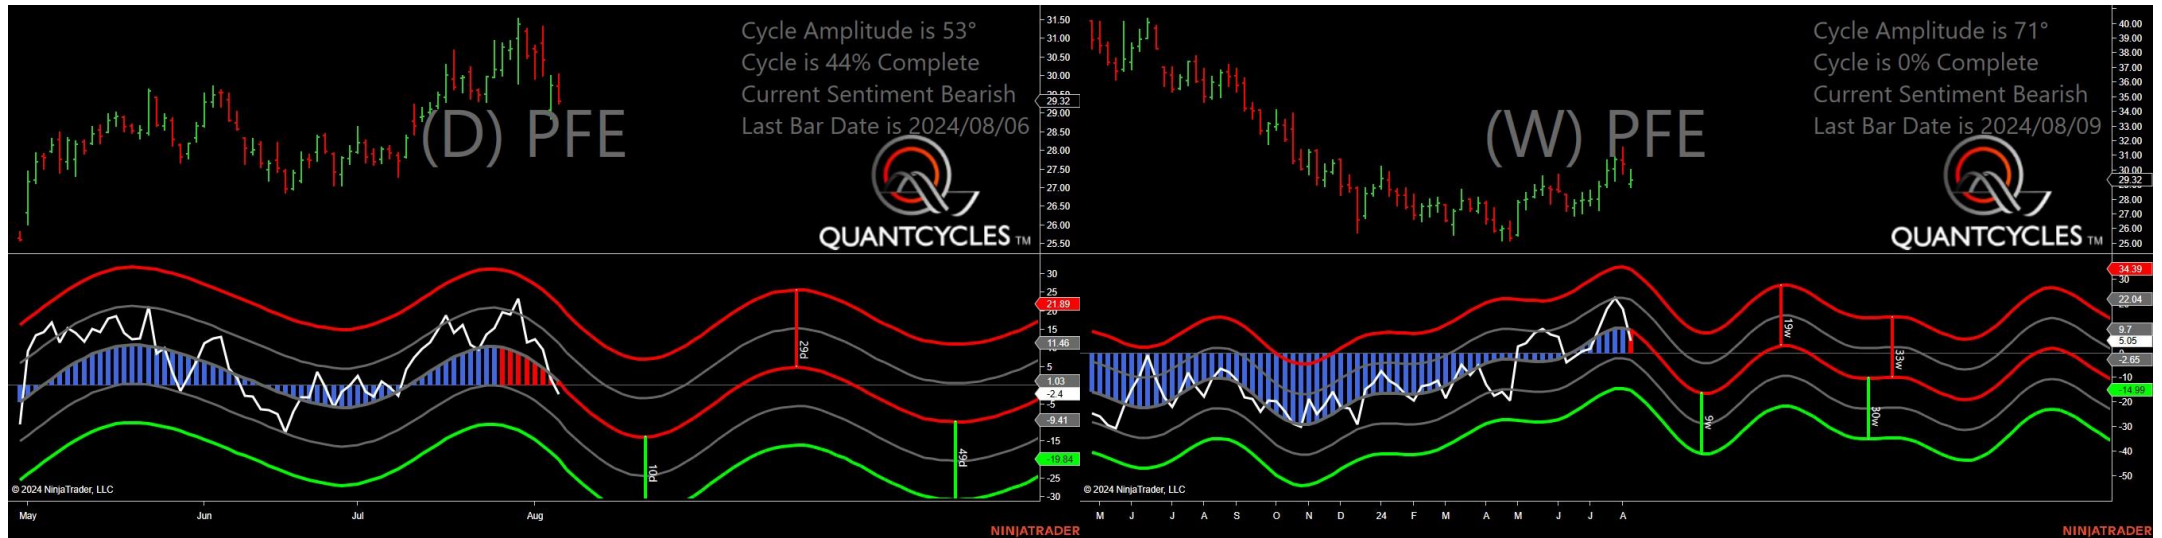 Cycle Amplitude is 53°
Cycle is 44% Complete
Current Sentiment Bearish
Last Bar Date is 2024/08/06
(D) PFE
QUANTCYCLES TM
31.50
31.00
30.50
30.00
29.32
29.00
28.50
28.00
27.50
27.00
26.50
26.00
25.50
30
25
21.89
20
15
11.46
5
1.03
-2.4
-5
-9.41
-15
-19.84
-25
-30
29d
10d
49d
© 2024 NinjaTrader, LLC
May Jun Jul Aug
NINJATRADER
Cycle Amplitude is 71°
Cycle is 0% Complete
Current Sentiment Bearish
Last Bar Date is 2024/08/09
(W) PFE
QUANTCYCLES TM
40.00
39.00
38.00
37.00
36.00
35.00
34.00
33.00
32.00
31.00
30.00
29.32
28.00
27.00
26.00
25.00
34.39
30
22.04
9.7
5.05
-2.65
-10
-14.99
-20
-30
-40
-50
19w
33w
9w
30w
© 2024 NinjaTrader, LLC
M J J A S O N D 24 F M A M J J A
NINJATRADER